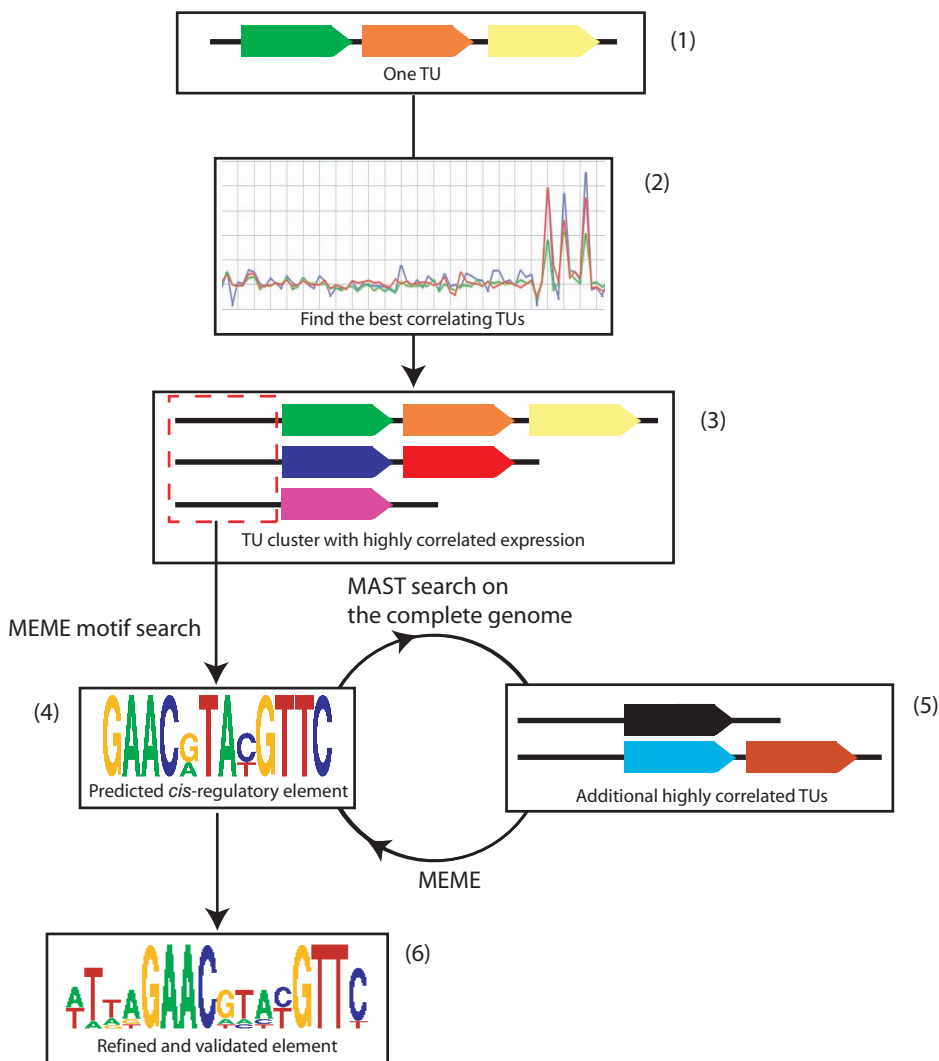 (1)
One TU
(2)
Find the best correlating TUs
(3)
TU cluster with highly correlated expression
MAST search on
the complete genome
MEME motif search
(4)
GAACGTACGTTC
A T
Predicted cis-regulatory element
(5)
Additional highly correlated TUs
MEME
(6)
ATTAGAACGTACGTTC
Refined and validated element